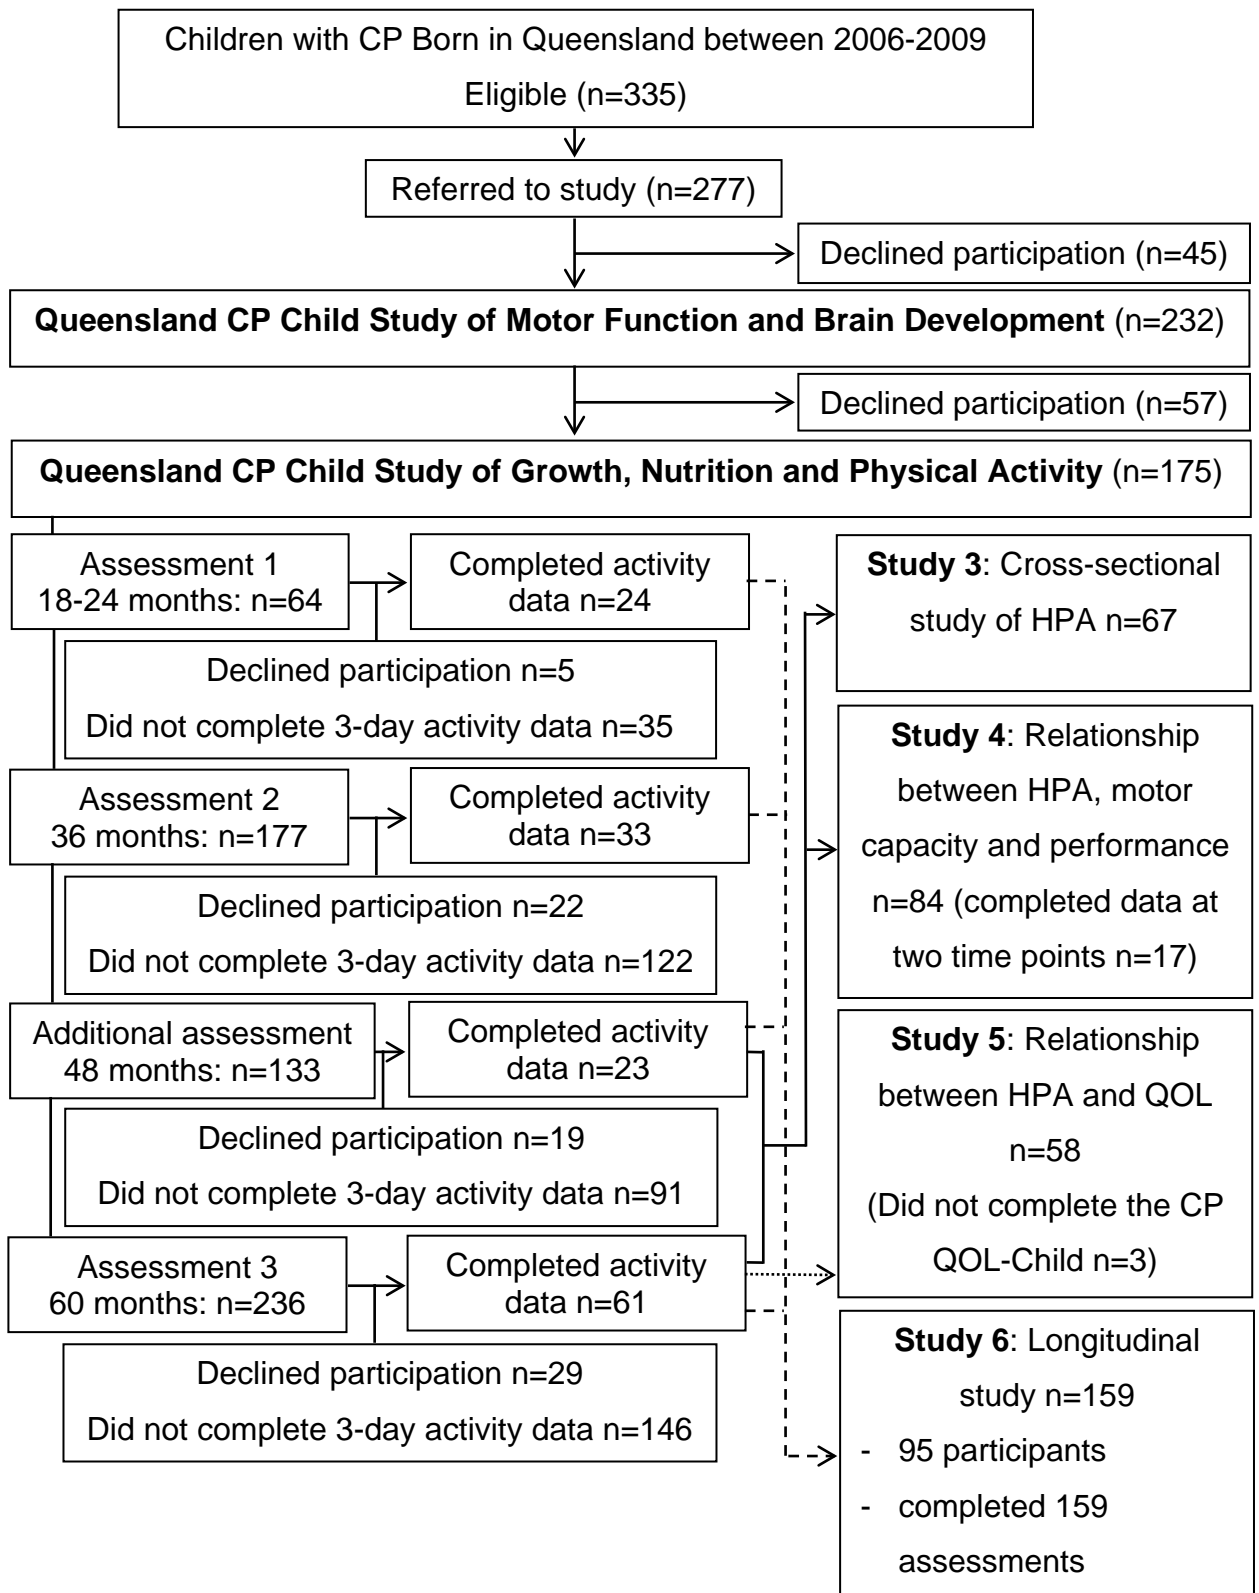 Children with CP Born in Queensland between 2006-2009
Eligible (n=335)
Referred to study (n=277)
Declined participation (n=45)
Queensland CP Child Study of Motor Function and Brain Development (n=232)
Declined participation (n=57)
Queensland CP Child Study of Growth, Nutrition and Physical Activity (n=175)
Assessment 1
18-24 months: n=64
Completed activity
data n=24
Declined participation n=5
Did not complete 3-day activity data n=35
Assessment 2
36 months: n=177
Completed activity
data n=33
Declined participation n=22
Did not complete 3-day activity data n=122
Additional assessment
48 months: n=133
Completed activity
data n=23
Declined participation n=19
Did not complete 3-day activity data n=91
Assessment 3
60 months: n=236
Completed activity
data n=61
Declined participation n=29
Did not complete 3-day activity data n=146
Study 3: Cross-sectional
study of HPA n=67
Study 4: Relationship
between HPA, motor
capacity and performance
n=84 (completed data at
two time points n=17)
Study 5: Relationship
between HPA and QOL
n=58
(Did not complete the CP
QOL-Child n=3)
Study 6: Longitudinal
study n=159
- 95 participants
- completed 159
assessments